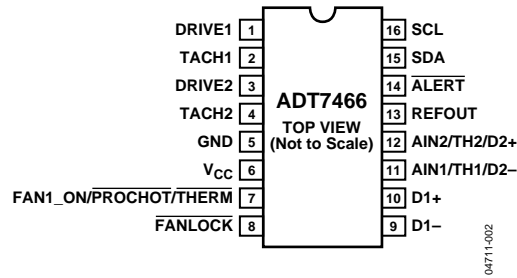 DRIVE1 1
TACH1 2
DRIVE2 3
TACH2 4
GND 5
VCC 6
FAN1_ON/PROCHOT/THERM 7
FANLOCK 8
ADT7466
TOP VIEW
(Not to Scale)
16 SCL
15 SDA
14 ALERT
13 REFOUT
12 AIN2/TH2/D2+
11 AIN1/TH1/D2–
10 D1+
9 D1–
04711-002